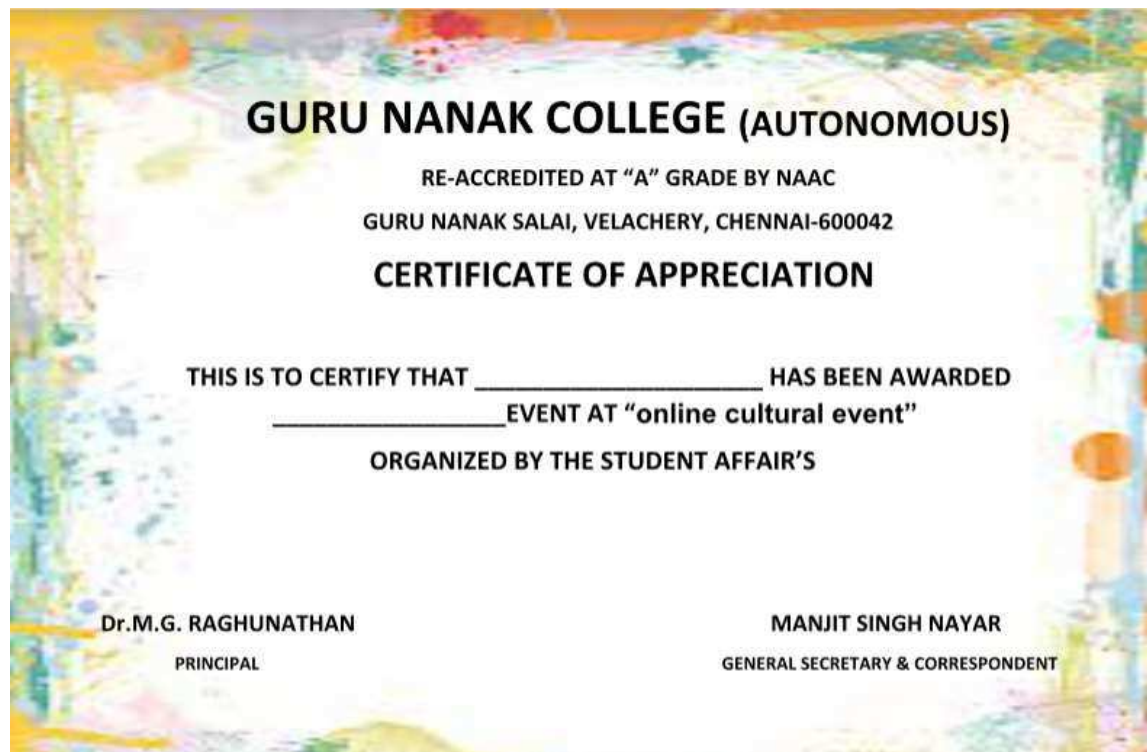 GURU NANAK COLLEGE (AUTONOMOUS)
RE-ACCREDITED AT “A” GRADE BY NAAC
GURU NANAK SALAI, VELACHERY, CHENNAI-600042
CERTIFICATE OF APPRECIATION
THIS IS TO CERTIFY THAT ______________________ HAS BEEN AWARDED
__________________EVENT AT “online cultural event”
ORGANIZED BY THE STUDENT AFFAIR’S
Dr.M.G. RAGHUNATHAN
MANJIT SINGH NAYAR
PRINCIPAL
GENERAL SECRETARY & CORRESPONDENT